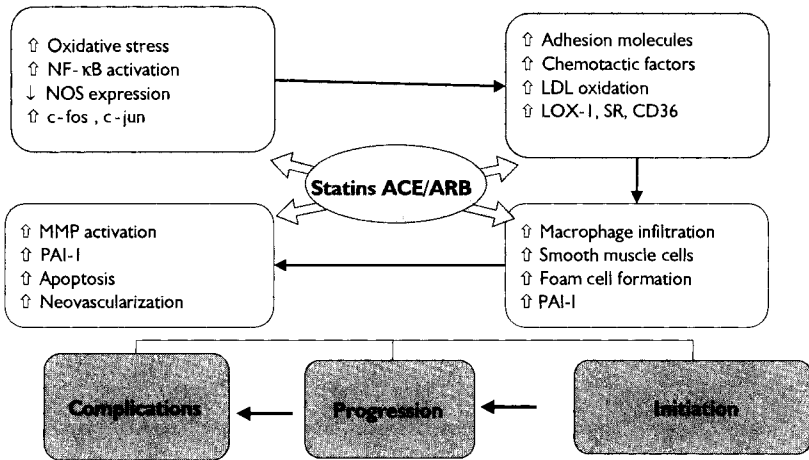 ⇧ Oxidative stress
⇧ NF-κB activation
↓ NOS expression
⇧ c-fos , c-jun
⇧ Adhesion molecules
⇧ Chemotactic factors
⇧ LDL oxidation
⇧ LOX-1, SR, CD36
Statins ACE/ARB
⇧ MMP activation
⇧ PAI-1
⇧ Apoptosis
⇧ Neovascularization
⇧ Macrophage infiltration
⇧ Smooth muscle cells
⇧ Foam cell formation
⇧ PAI-1
Complications
Progression
Initiation